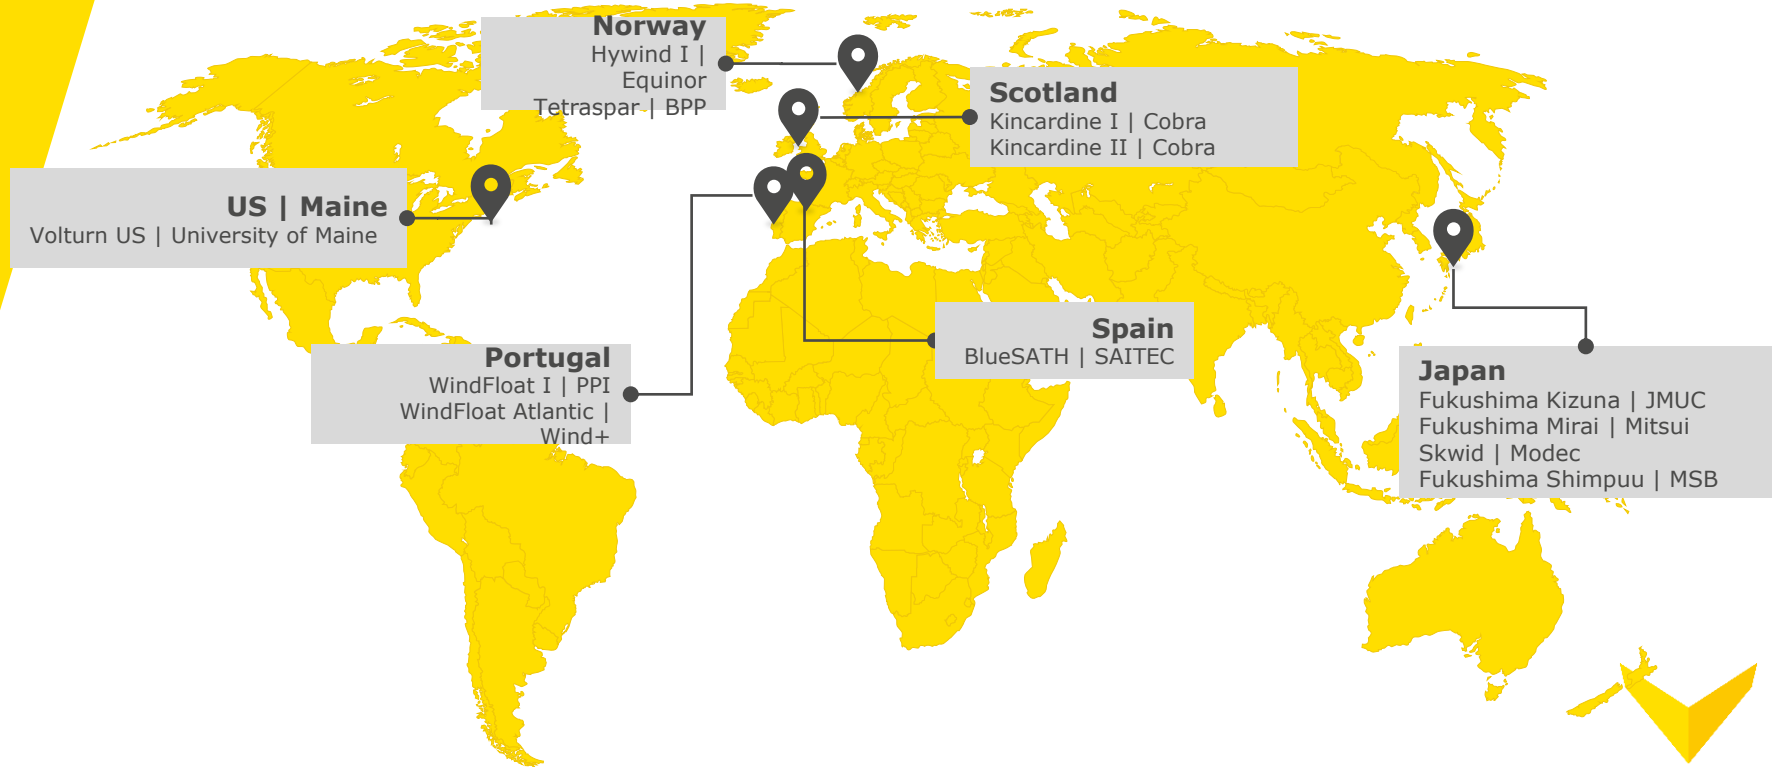 Norway
Hywind I |
Equinor
Tetraspar | BPP
Scotland
Kincardine I | Cobra
Kincardine II | Cobra
US | Maine
Volturn US | University of Maine
Spain
BlueSATH | SAITEC
Portugal
WindFloat I | PPI
WindFloat Atlantic |
Wind+
Japan
Fukushima Kizuna | JMUC
Fukushima Mirai | Mitsui
Skwid | Modec
Fukushima Shimpuu | MSB